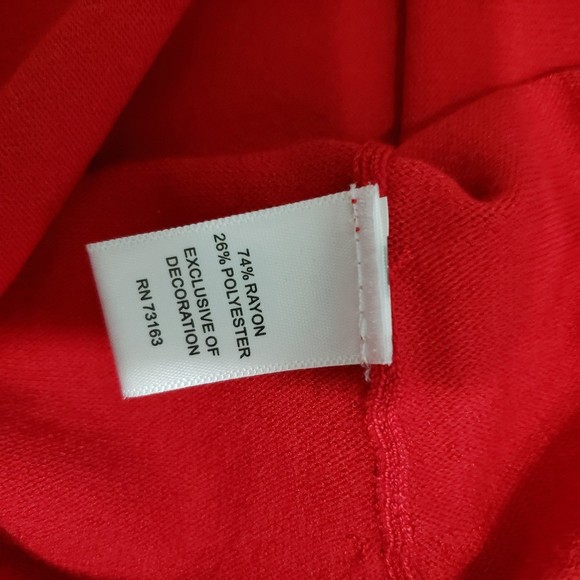 74% RAYON
26% POLYESTER
EXCLUSIVE OF
DECORATION
RN 73163